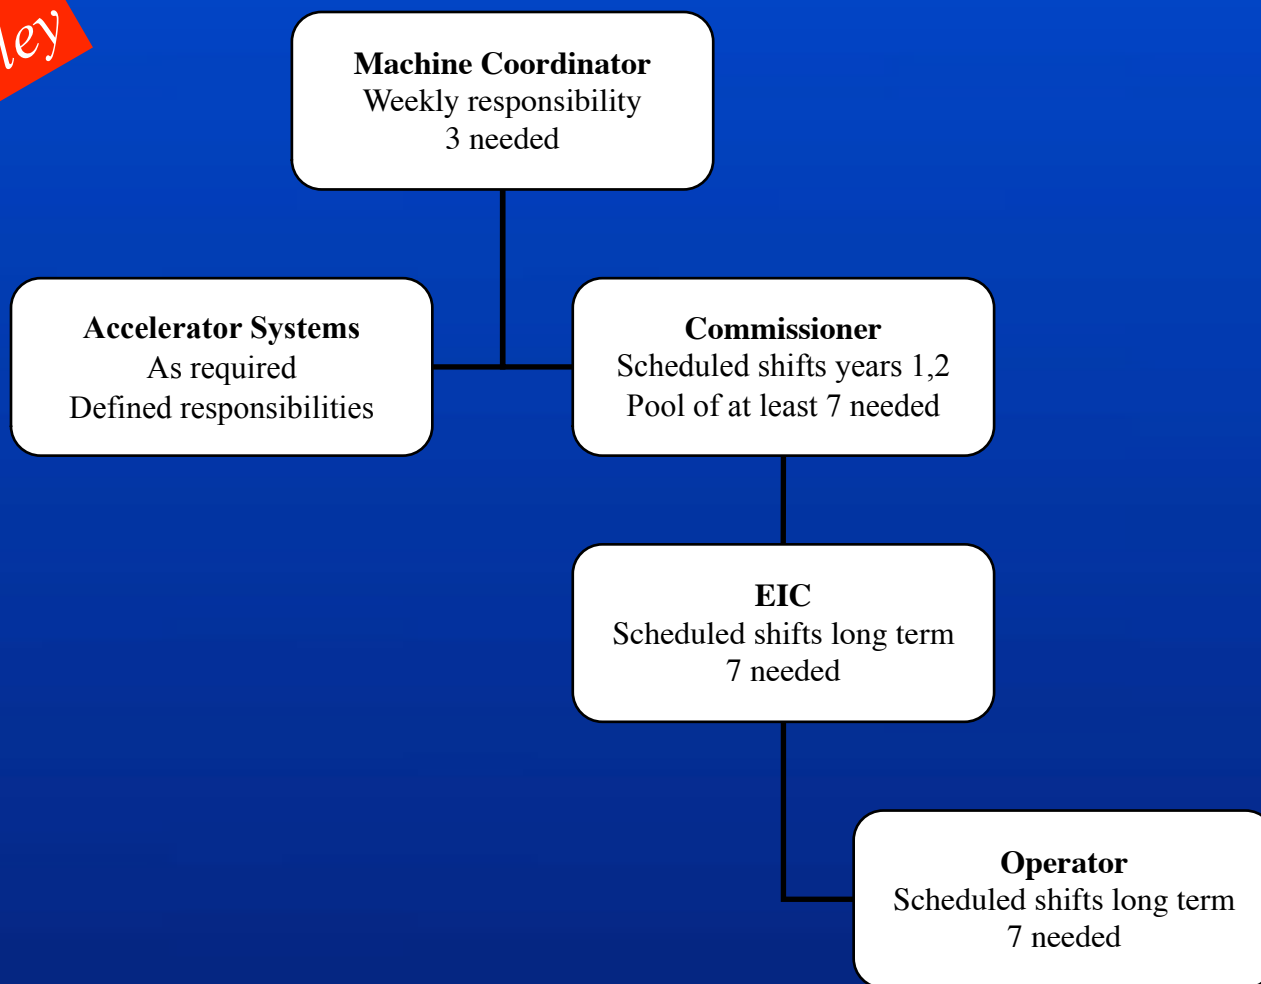 Machine Coordinator
Weekly responsibility
3 needed
Accelerator Systems
As required
Defined responsibilities
Commissioner
Scheduled shifts years 1,2
Pool of at least 7 needed
EIC
Scheduled shifts long term
7 needed
Operator
Scheduled shifts long term
7 needed